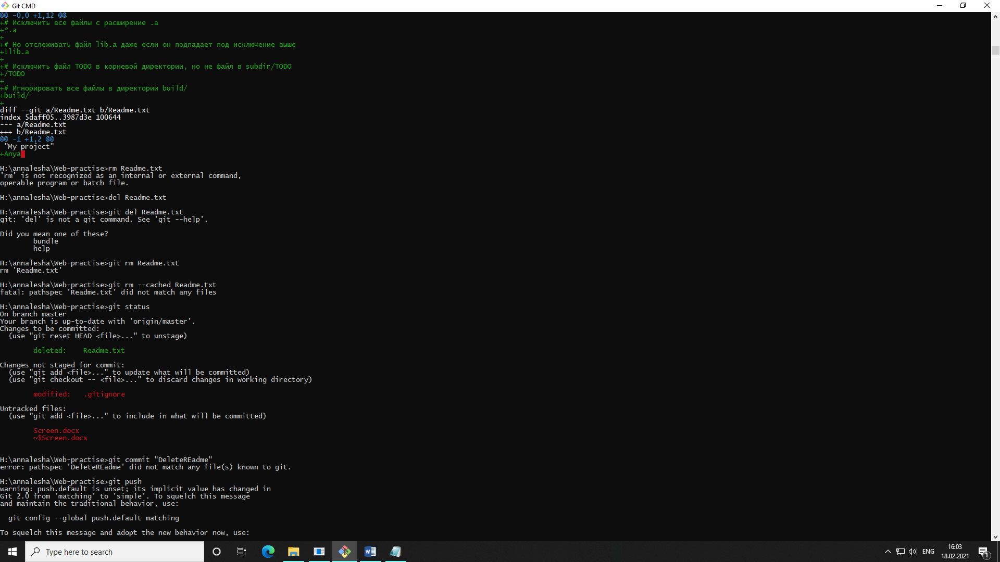 Git CMD
@@ -0,0 +1,12 @@
+# Исключить все файлы с расширение .a
+*.a
+
+# Но отслеживать файл lib.a даже если он подпадает под исключение выше
+!lib.a
+
+# Исключить файл TODO в корневой директории, но не файл в subdir/TODO
+/TODO
+
+# Игнорировать все файлы в директории build/
+build/
+
diff --git a/Readme.txt b/Readme.txt
index 5daff05..3987d3e 100644
--- a/Readme.txt
+++ b/Readme.txt
@@ -1 +1,2 @@
 "My project"
+Anya
H:\annalesha\Web-practise>rm Readme.txt
'rm' is not recognized as an internal or external command,
operable program or batch file.
H:\annalesha\Web-practise>del Readme.txt
H:\annalesha\Web-practise>git del Readme.txt
git: 'del' is not a git command. See 'git --help'.
Did you mean one of these?
        bundle
        help
H:\annalesha\Web-practise>git rm Readme.txt
rm 'Readme.txt'
H:\annalesha\Web-practise>git rm --cached Readme.txt
fatal: pathspec 'Readme.txt' did not match any files
H:\annalesha\Web-practise>git status
On branch master
Your branch is up-to-date with 'origin/master'.
Changes to be committed:
  (use "git reset HEAD <file>..." to unstage)
        deleted:    Readme.txt
Changes not staged for commit:
  (use "git add <file>..." to update what will be committed)
  (use "git checkout -- <file>..." to discard changes in working directory)
        modified:   .gitignore
Untracked files:
  (use "git add <file>..." to include in what will be committed)
        Screen.docx
        ~$Screen.docx
H:\annalesha\Web-practise>git commit "DeleteREadme"
error: pathspec 'DeleteREadme' did not match any file(s) known to git.
H:\annalesha\Web-practise>git push
warning: push.default is unset; its implicit value has changed in
Git 2.0 from 'matching' to 'simple'. To squelch this message
and maintain the traditional behavior, use:
  git config --global push.default matching
To squelch this message and adopt the new behavior now, use:
Type here to search
ENG
16:03
18.02.2021
1